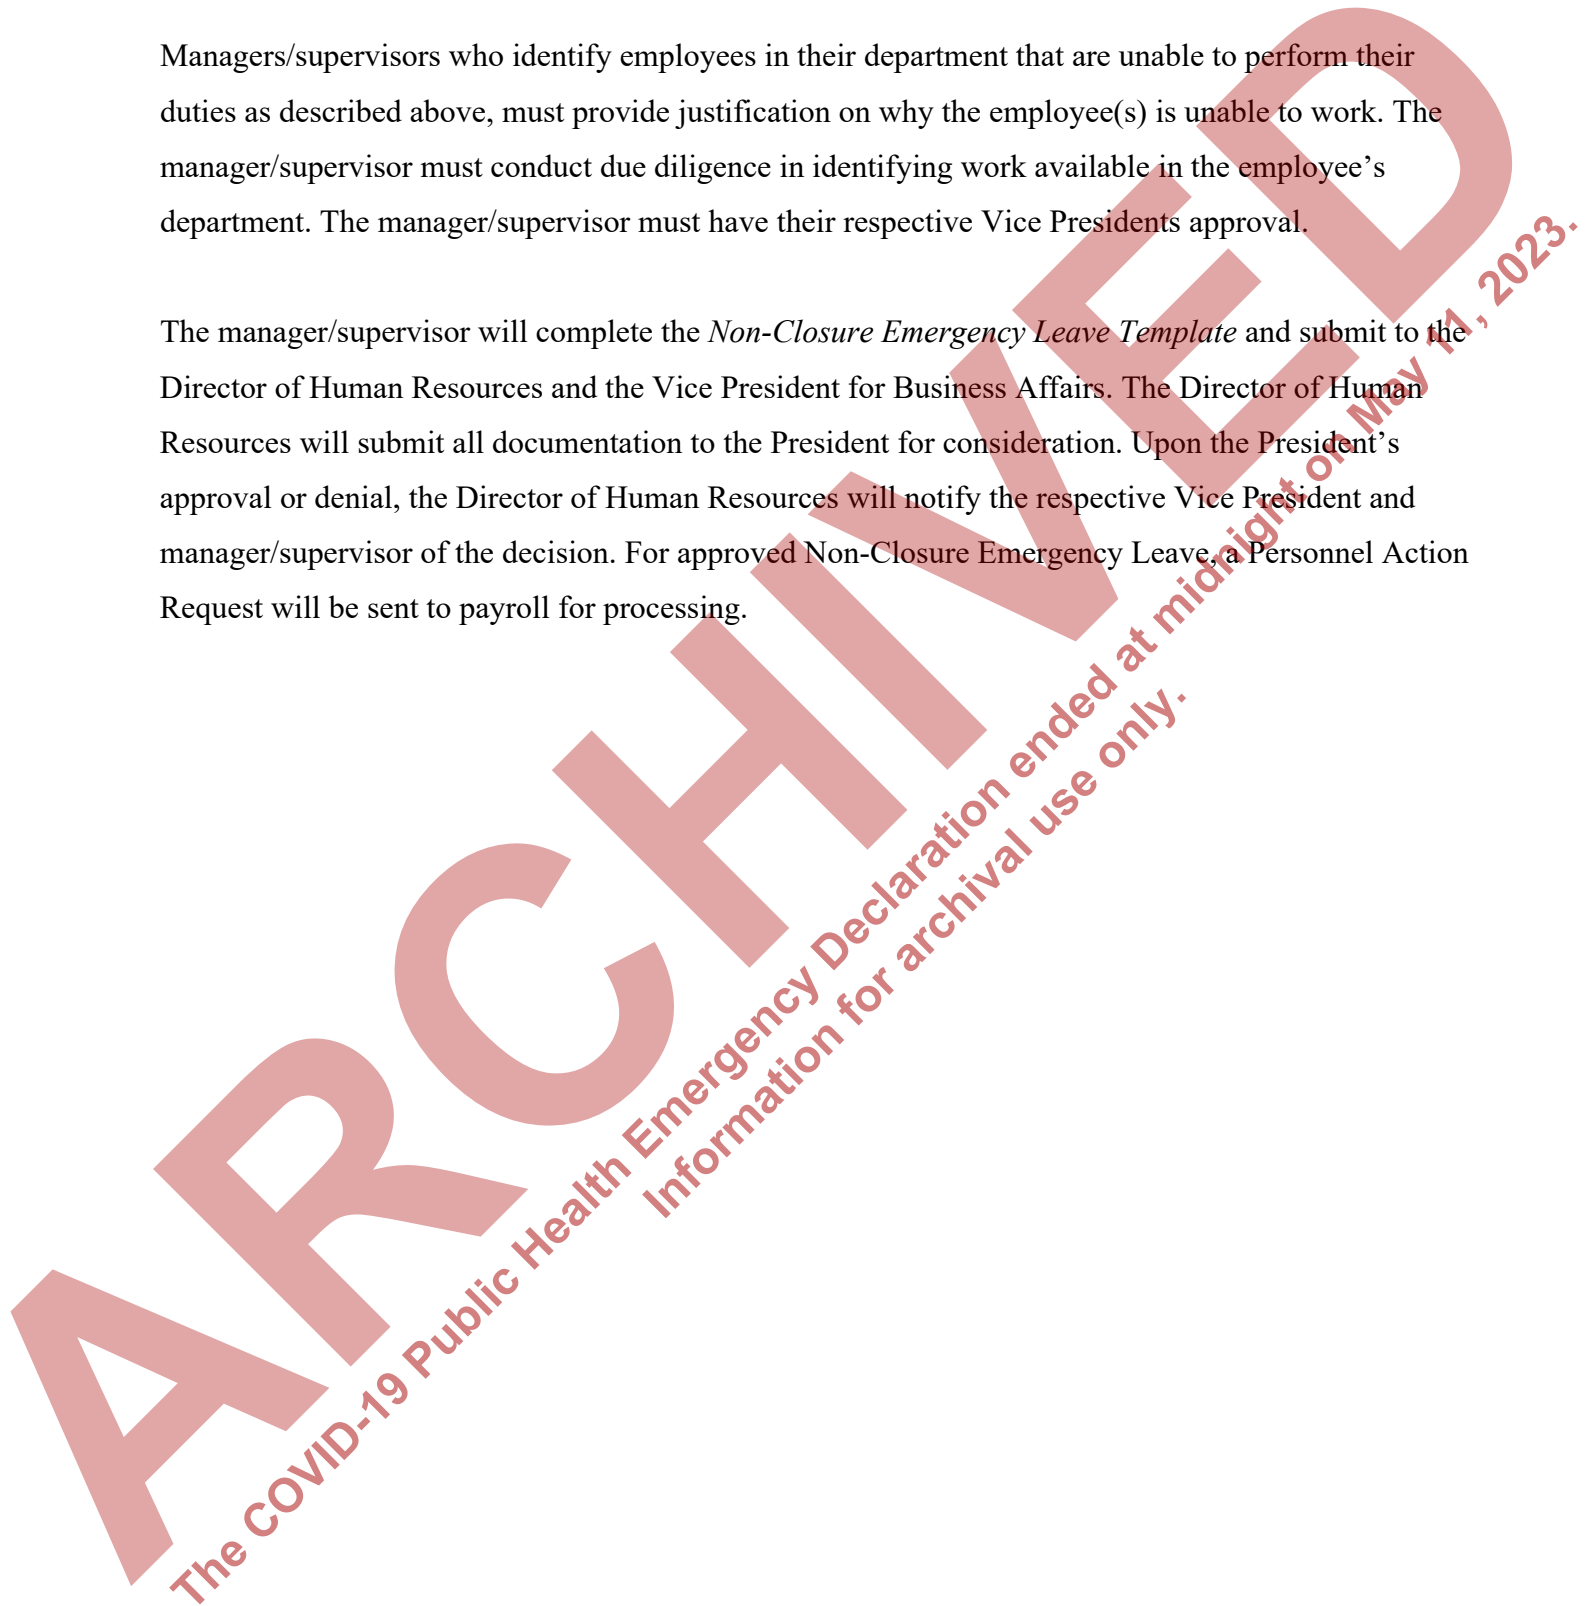 Managers/supervisors who identify employees in their department that are unable to perform their
duties as described above, must provide justification on why the employee(s) is unable to work. The
manager/supervisor must conduct due diligence in identifying work available in the employee’s
department. The manager/supervisor must have their respective Vice Presidents approval.
The manager/supervisor will complete the Non-Closure Emergency Leave Template and submit to the
Director of Human Resources and the Vice President for Business Affairs. The Director of Human
Resources will submit all documentation to the President for consideration. Upon the President’s
approval or denial, the Director of Human Resources will notify the respective Vice President and
manager/supervisor of the decision. For approved Non-Closure Emergency Leave, a Personnel Action
Request will be sent to payroll for processing.
ARCHIVED
The COVID-19 Public Health Emergency Declaration ended at midnight on May 11, 2023.
Information for archival use only.